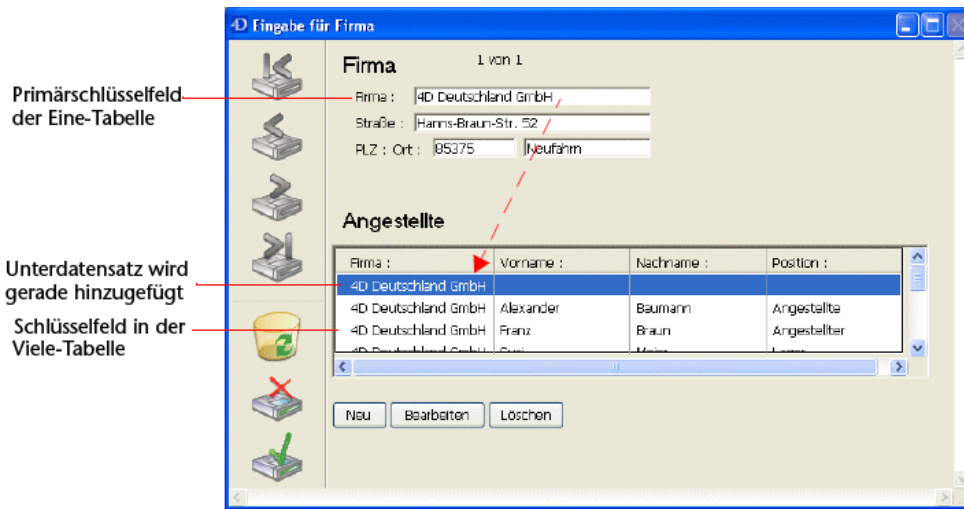 4D Eingabe für Firma
Firma 1 von 1
Primärschlüsselfeld
der Eine-Tabelle
Firma : 4D Deutschland GmbH
Straße : Hanns-Braun-Str. 52
PLZ : Ort : 85375 Neufahrn
Angestellte
Firma : Vorname : Nachname : Position :
Unterdatensatz wird
gerade hinzugefügt
4D Deutschland GmbH
4D Deutschland GmbH Alexander Baumann Angestellte
Schlüsselfeld in der
Viele-Tabelle
4D Deutschland GmbH Franz Braun Angestellter
4D Deutschland GmbH
Neu Bearbeiten Löschen